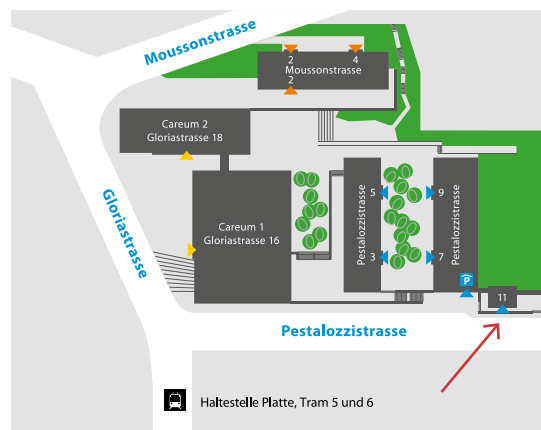 Moussonstrasse
2
4
Moussonstrasse
2
Careum 2
Gloriastrasse 18
Gloriastrasse
Careum 1
Gloriastrasse 16
Pestalozzistrasse
5
3
Pestalozzistrasse
9
7
P
11
Pestalozzistrasse
Haltestelle Platte, Tram 5 und 6